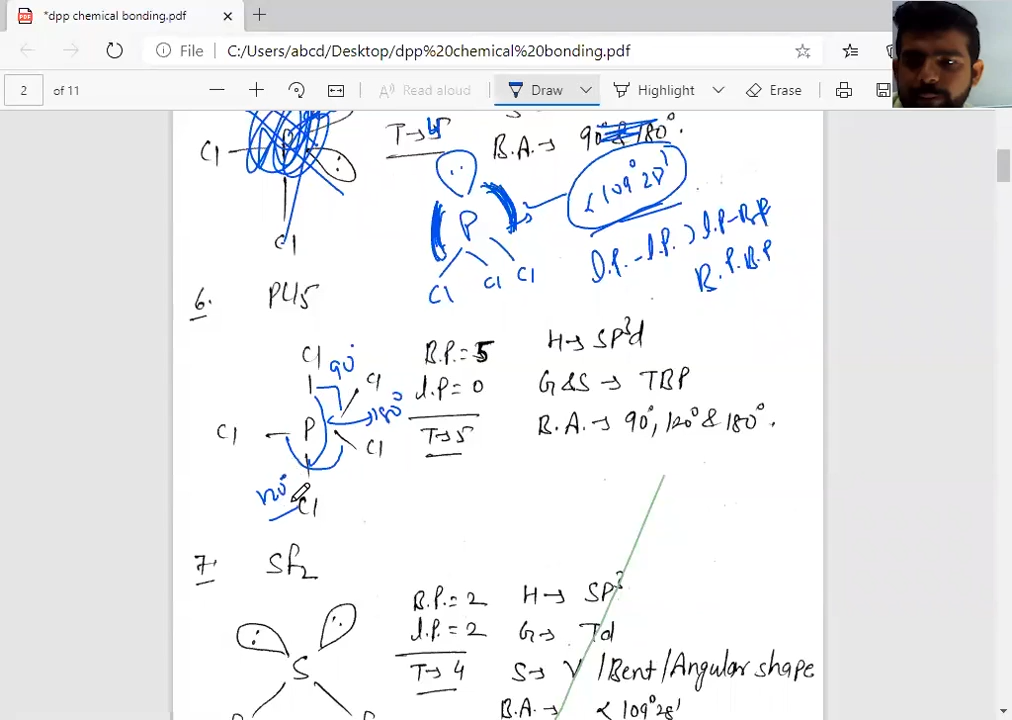 *dpp chemical bonding.pdf
File C:/Users/abcd/Desktop/dpp%20chemical%20bonding.pdf
2 of 11 Read aloud Draw Highlight Erase
T→
B.A.→ 90° & 180°.
Cl P
Cl
< 109° 28'
P
Cl Cl Cl
l.P.-l.P. > l.P-B.P
B.P.B.P
6. PCl5
Cl 90°
Cl
180°
Cl P
Cl
120°
Cl
B.P. = 5 H→ SP³d
l.P = 0 G&S → TBP
T→5 B.A.→ 90°, 120° & 180°.
7. SF2
S
B.P. = 2 H→ SP³
l.P. = 2 G→ Td
T→ 4 S→ V /Bent/Angular shape
B.A.→ < 109°28'